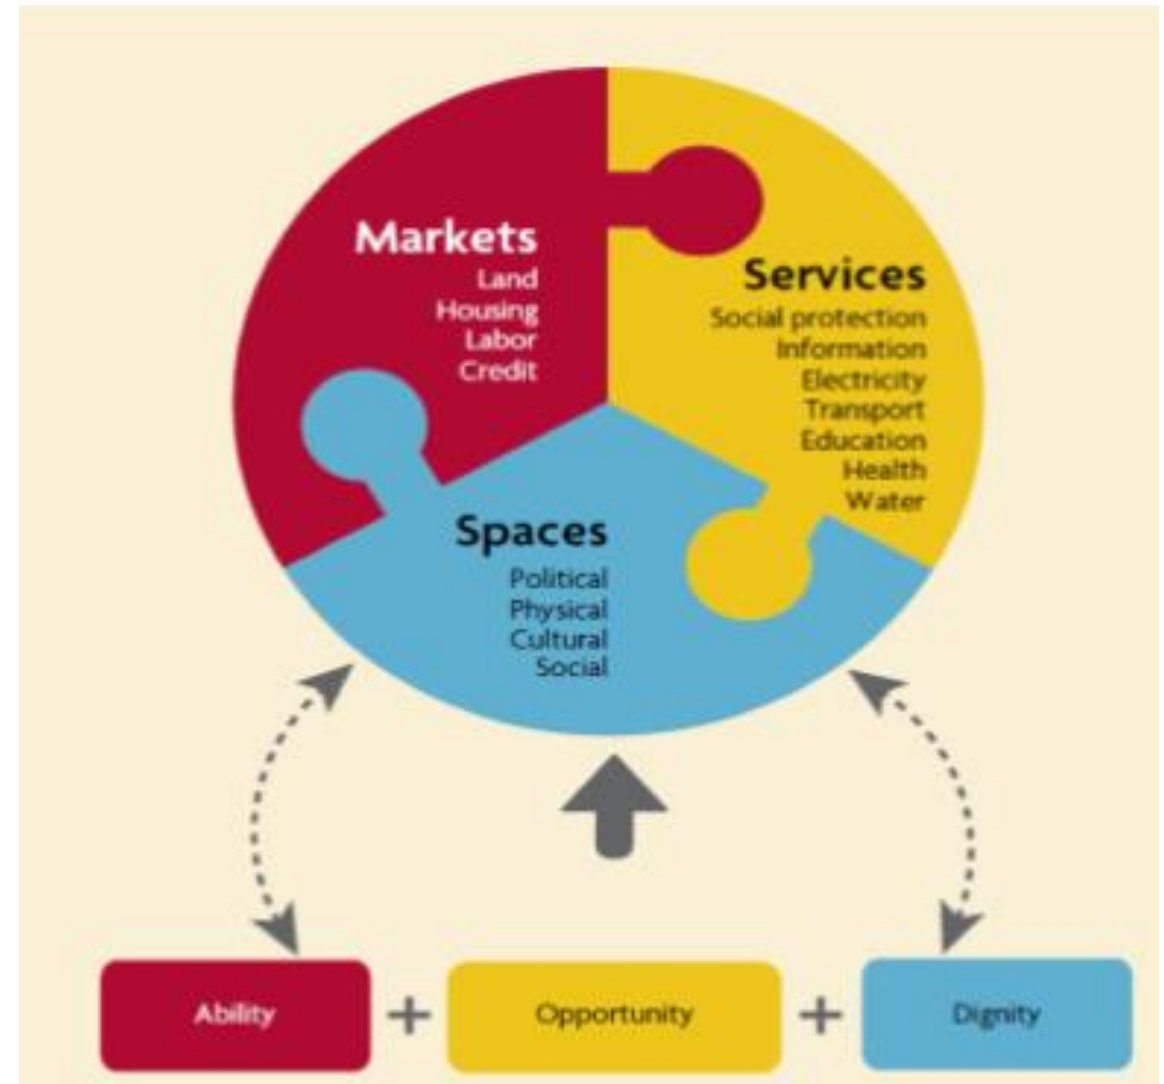 Markets
Land
Housing
Labor
Credit
Services
Social protection
Information
Electricity
Transport
Education
Health
Water
Spaces
Political
Physical
Cultural
Social
Ability + Opportunity + Dignity